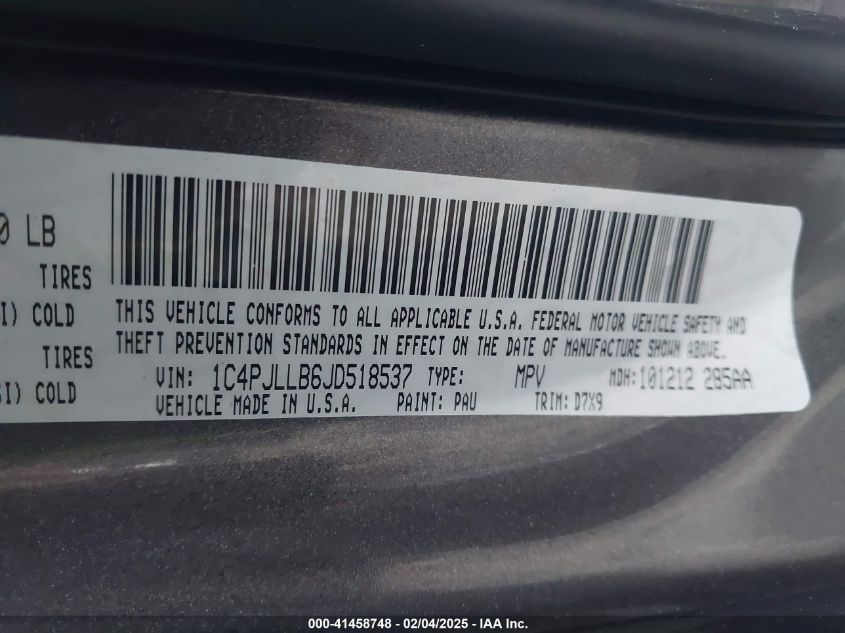 0 LB
TIRES
I) COLD
TIRES
SI) COLD
THIS VEHICLE CONFORMS TO ALL APPLICABLE U.S.A. FEDERAL MOTOR VEHICLE SAFETY AND
THEFT PREVENTION STANDARDS IN EFFECT ON THE DATE OF MANUFACTURE SHOWN ABOVE.
VIN: 1C4PJLLB6JD518537 TYPE: MPV MDH: 101212 285AA
VEHICLE MADE IN U.S.A. PAINT: PAU TRIM: D7X9
000-41458748 - 02/04/2025 - IAA Inc.